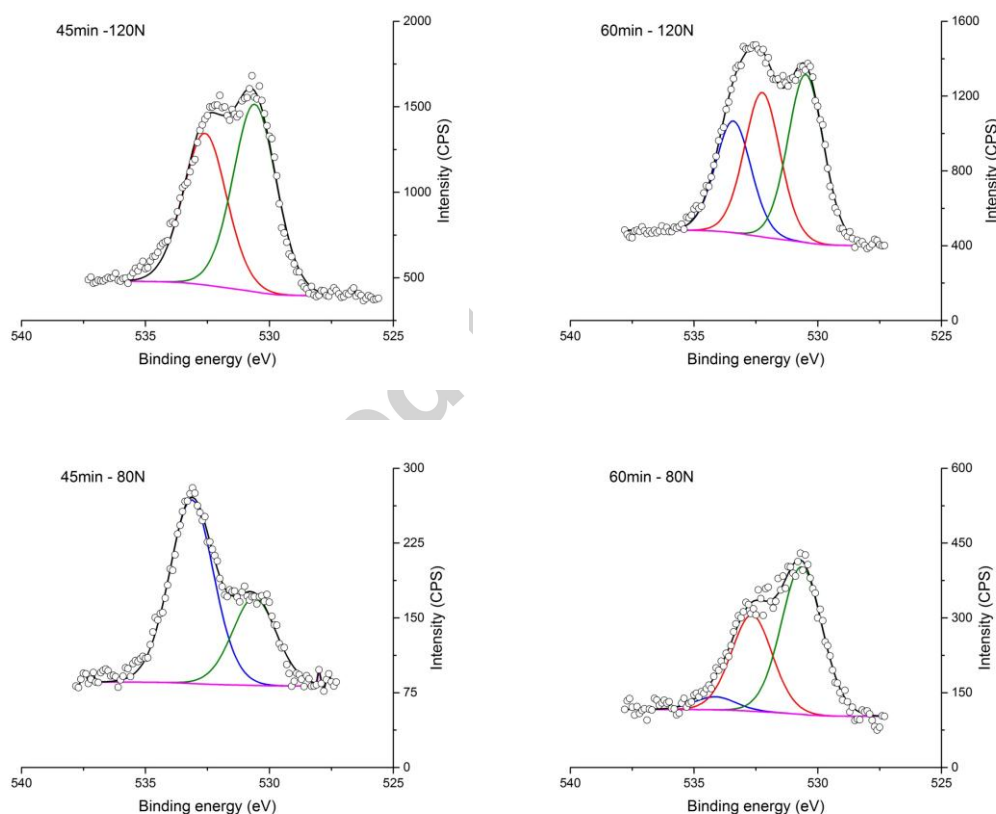 45min -120N
2000
1500
1000
500
Intensity (CPS)
540
535
530
525
Binding energy (eV)
60min - 120N
1600
1200
800
400
0
Intensity (CPS)
540
535
530
525
Binding energy (eV)
45min - 80N
300
225
150
75
0
Intensity (CPS)
540
535
530
525
Binding energy (eV)
60min - 80N
600
450
300
150
0
Intensity (CPS)
540
535
530
525
Binding energy (eV)